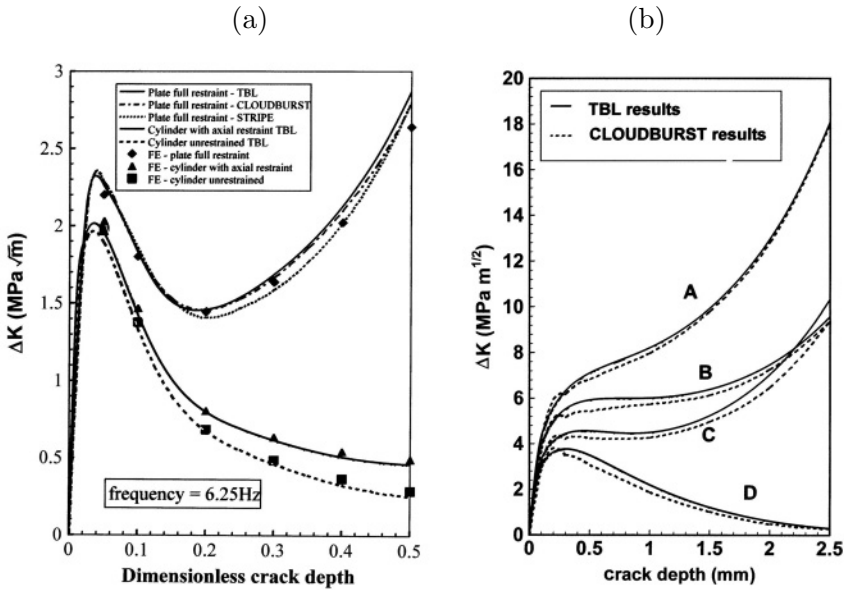 (a)
3
2.5
2
1.5
1
0.5
0
ΔK (MPa √m)
Plate full restraint - TBL
Plate full restraint - CLOUDBURST
Plate full restraint - STRIPE
Cylinder with axial restraint TBL
Cylinder unrestrained TBL
FE - plate full restraint
FE - cylinder with axial restraint
FE - cylinder unrestrained
frequency = 6.25Hz
0 0.1 0.2 0.3 0.4 0.5
Dimensionless crack depth
(b)
20
18
16
14
12
10
8
6
4
2
0
ΔK (MPa m1/2)
TBL results
CLOUDBURST results
A
B
C
D
0 0.5 1 1.5 2 2.5
crack depth (mm)